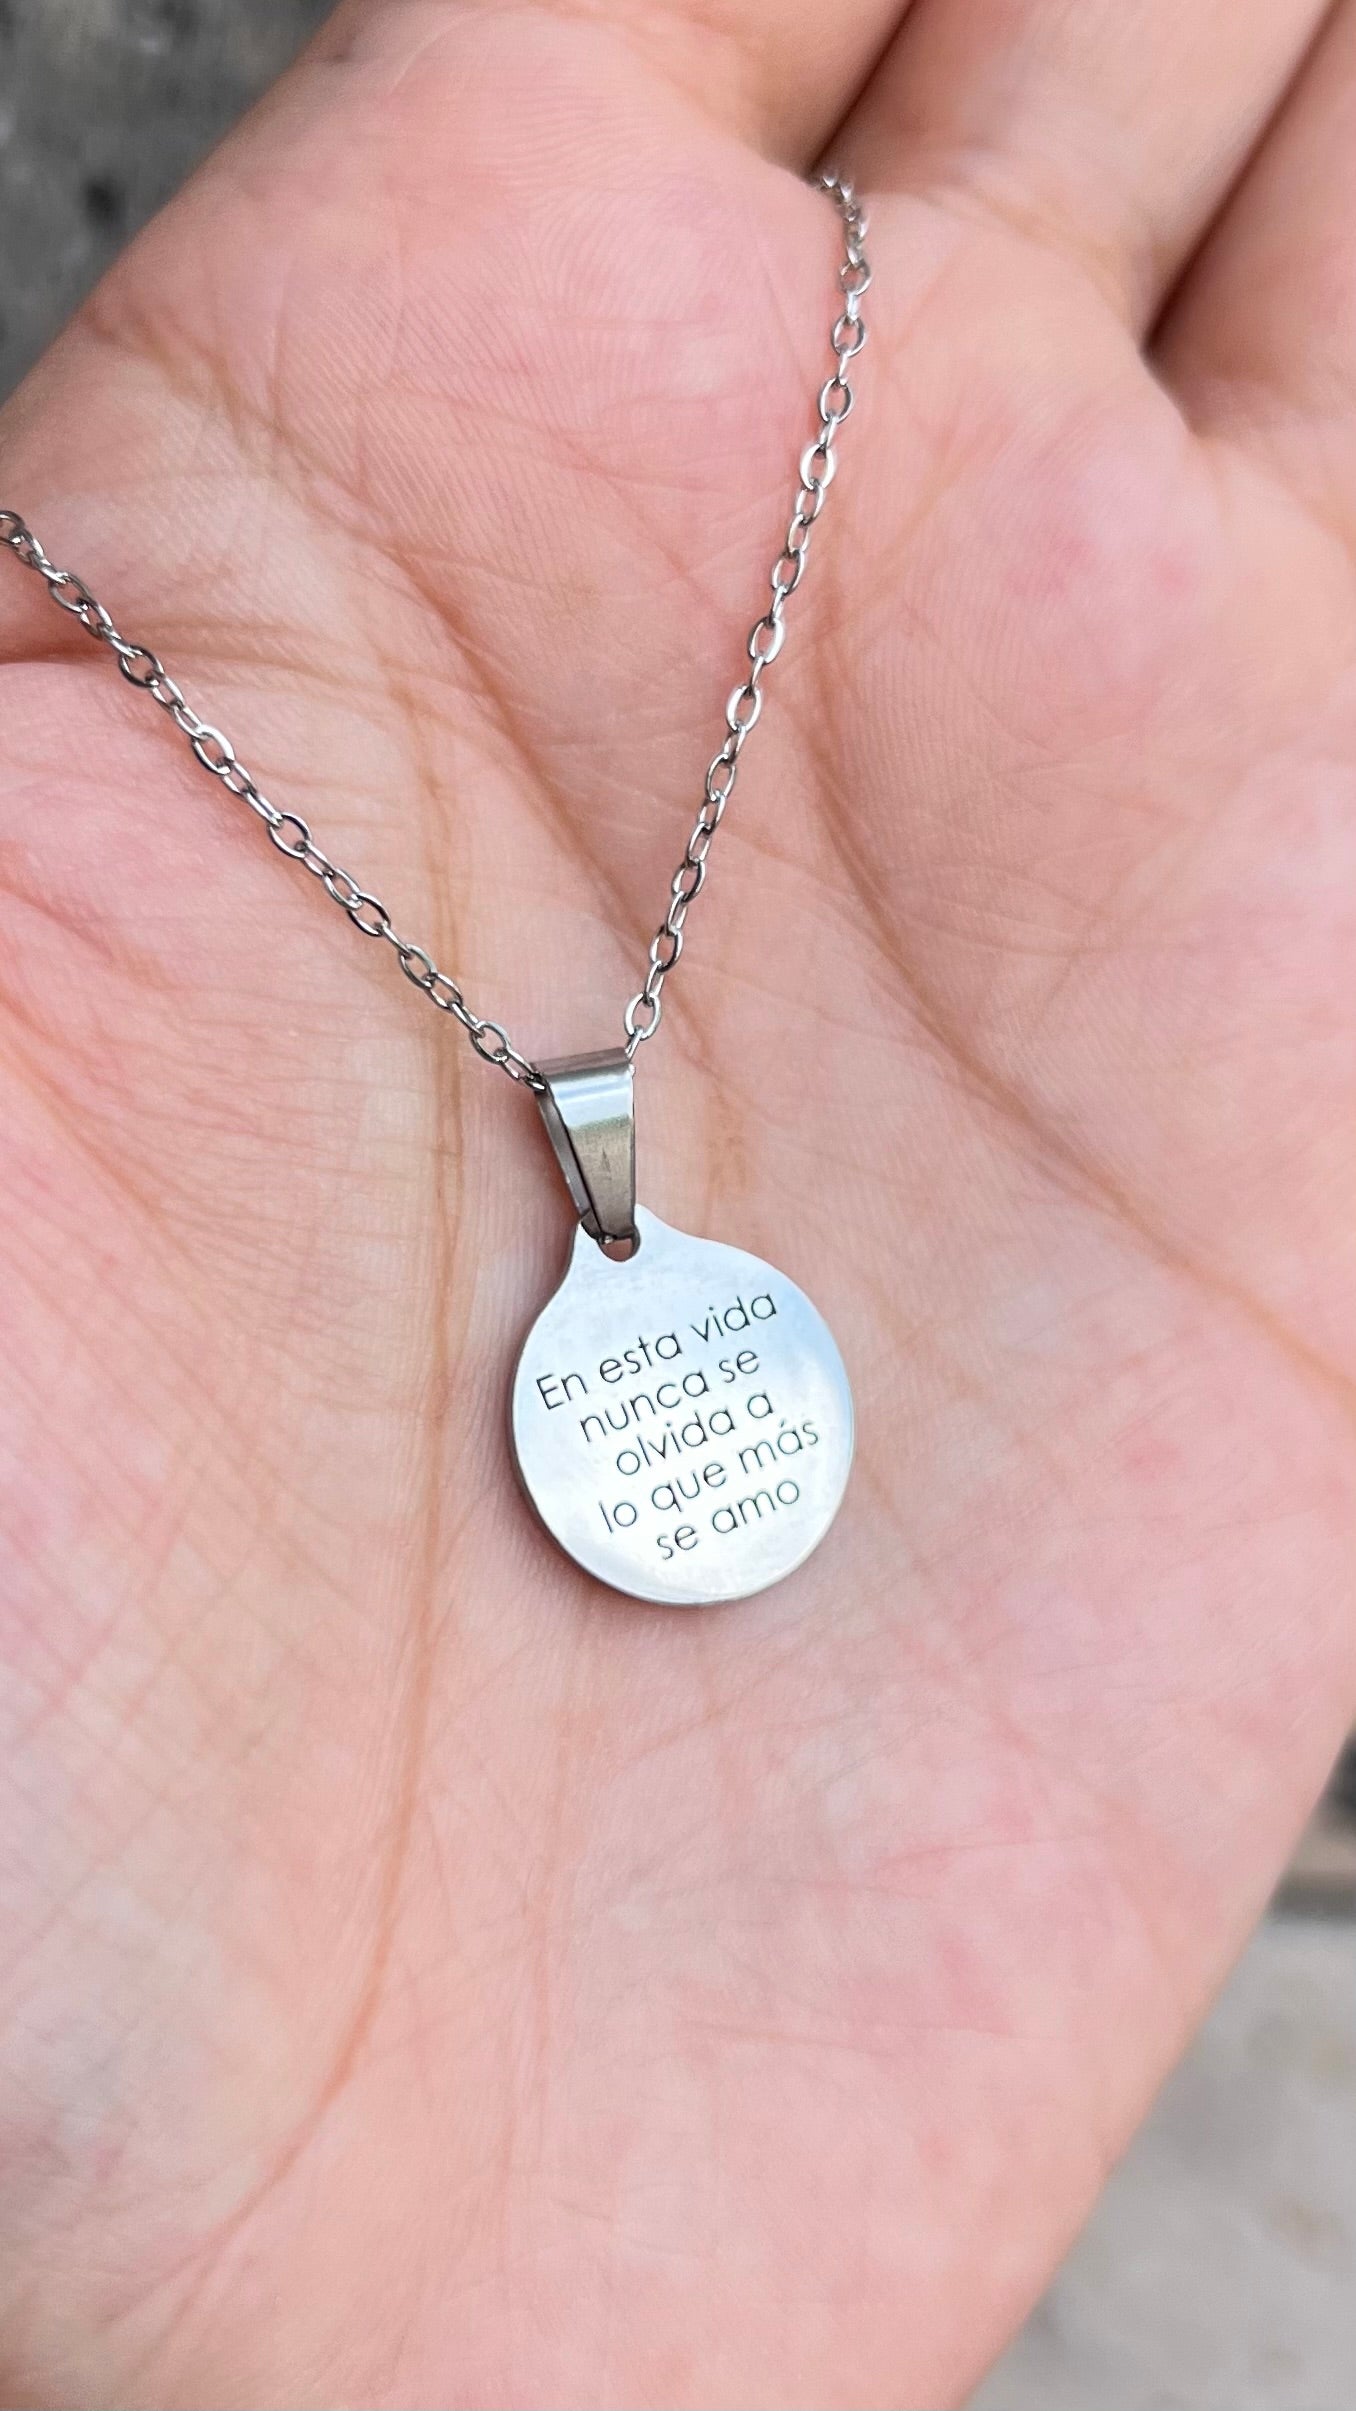 En esta vida
nunca se
olvida a
lo que más
se amo